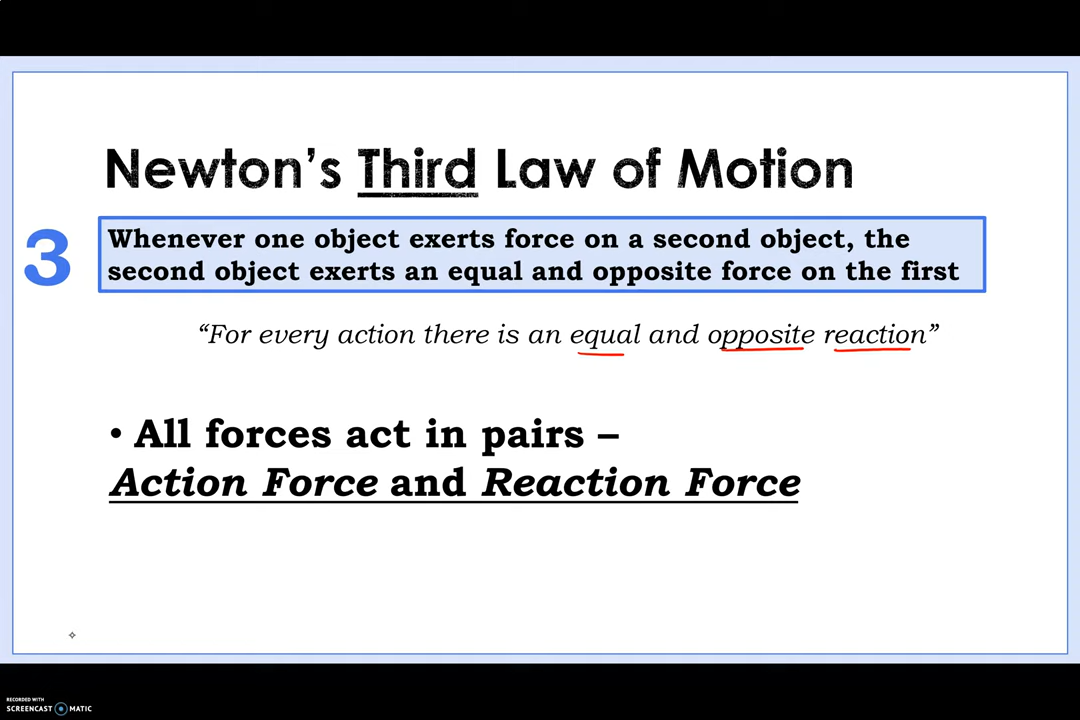 Newton’s Third Law of Motion
3
Whenever one object exerts force on a second object, the
second object exerts an equal and opposite force on the first
“For every action there is an equal and opposite reaction”
• All forces act in pairs –
Action Force and Reaction Force
RECORDED WITH
SCREENCAST MATIC